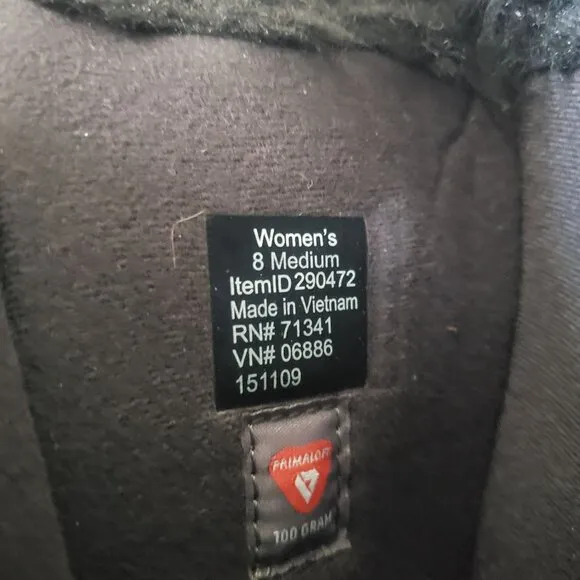 Women's
8 Medium
ItemID 290472
Made in Vietnam
RN# 71341
VN# 06886
151109
PRIMALOFT
100 GRAM